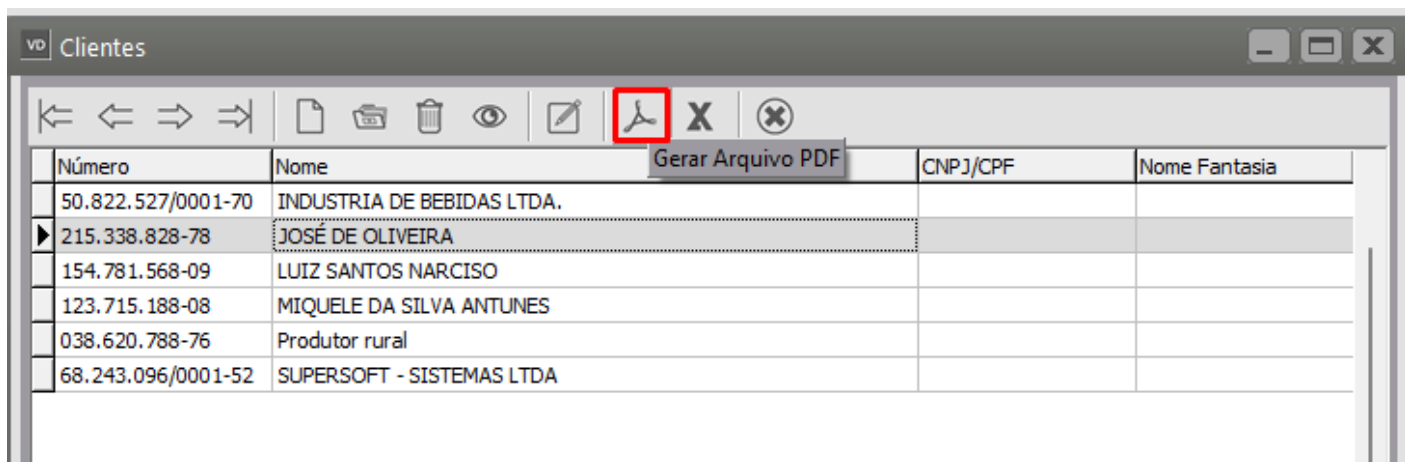 VD Clientes
Gerar Arquivo PDF
Número Nome CNPJ/CPF Nome Fantasia
50.822.527/0001-70 INDUSTRIA DE BEBIDAS LTDA.
215.338.828-78 JOSÉ DE OLIVEIRA
154.781.568-09 LUIZ SANTOS NARCISO
123.715.188-08 MIQUELE DA SILVA ANTUNES
038.620.788-76 Produtor rural
68.243.096/0001-52 SUPERSOFT - SISTEMAS LTDA